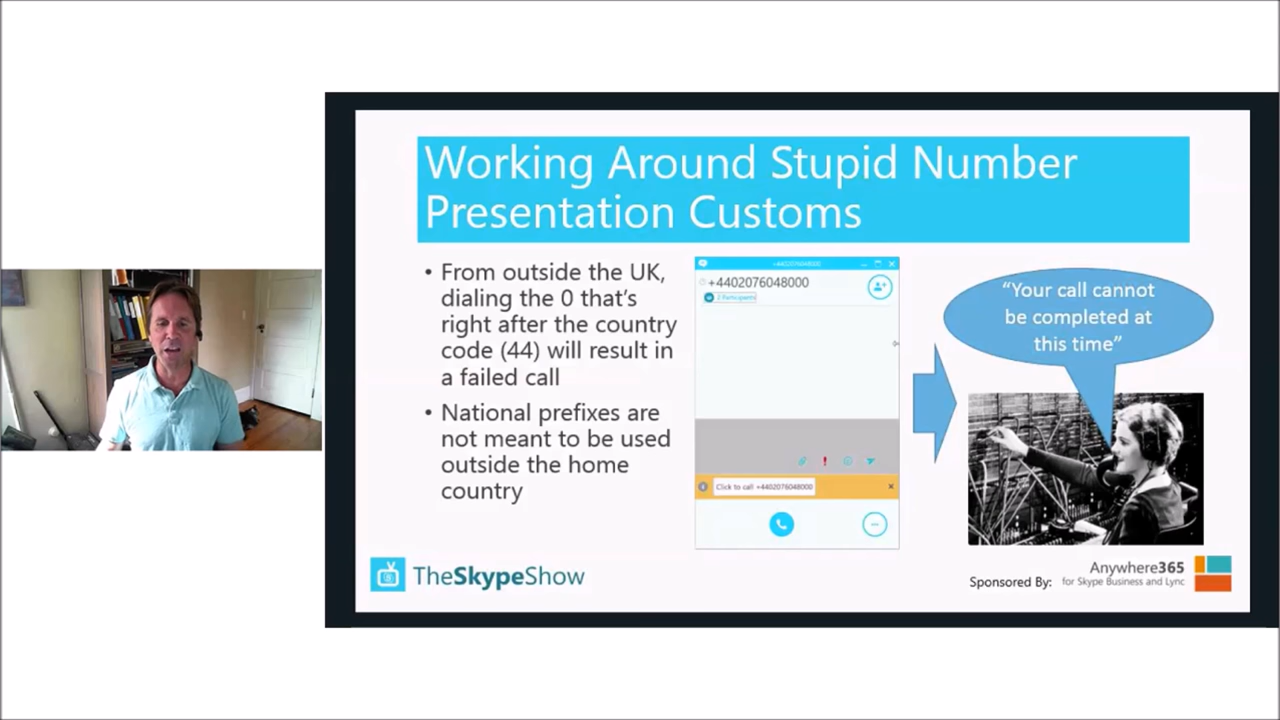 Working Around Stupid Number
Presentation Customs
• From outside the UK,
dialing the 0 that's
right after the country
code (44) will result in
a failed call
• National prefixes are
not meant to be used
outside the home
country
+4402076048000
+4402076048000
2 Participants
Click to call +4402076048000
“Your call cannot
be completed at
this time”
TheSkypeShow
Sponsored By:
Anywhere365
for Skype Business and Lync